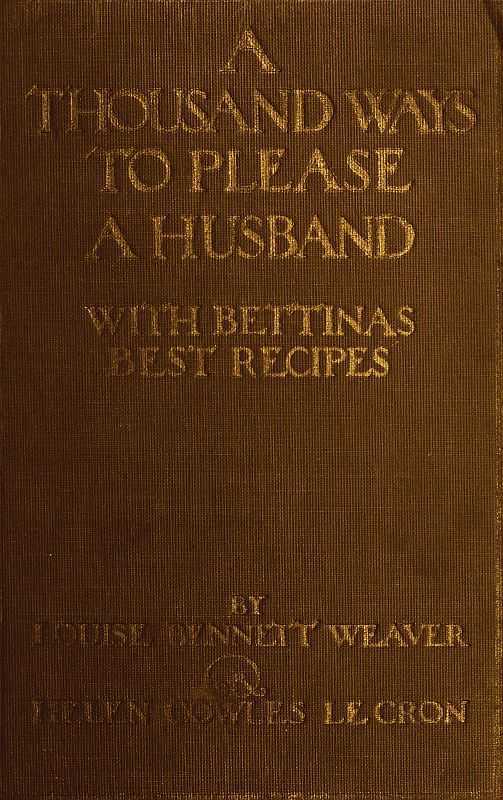 A
THOUSAND WAYS
TO PLEASE
A HUSBAND
WITH BETTINAS
BEST RECIPES
BY
LOUISE BENNETT WEAVER
&
HELEN COWLES LE CRON